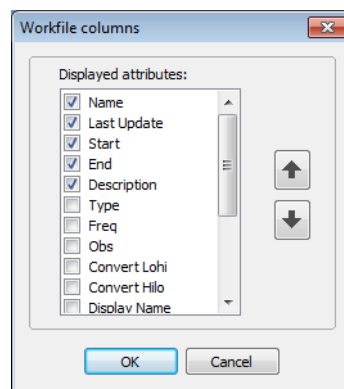 Workfile columns
Displayed attributes:
Name
Last Update
Start
End
Description
Type
Freq
Obs
Convert Lohi
Convert Hilo
Display Name
OK
Cancel